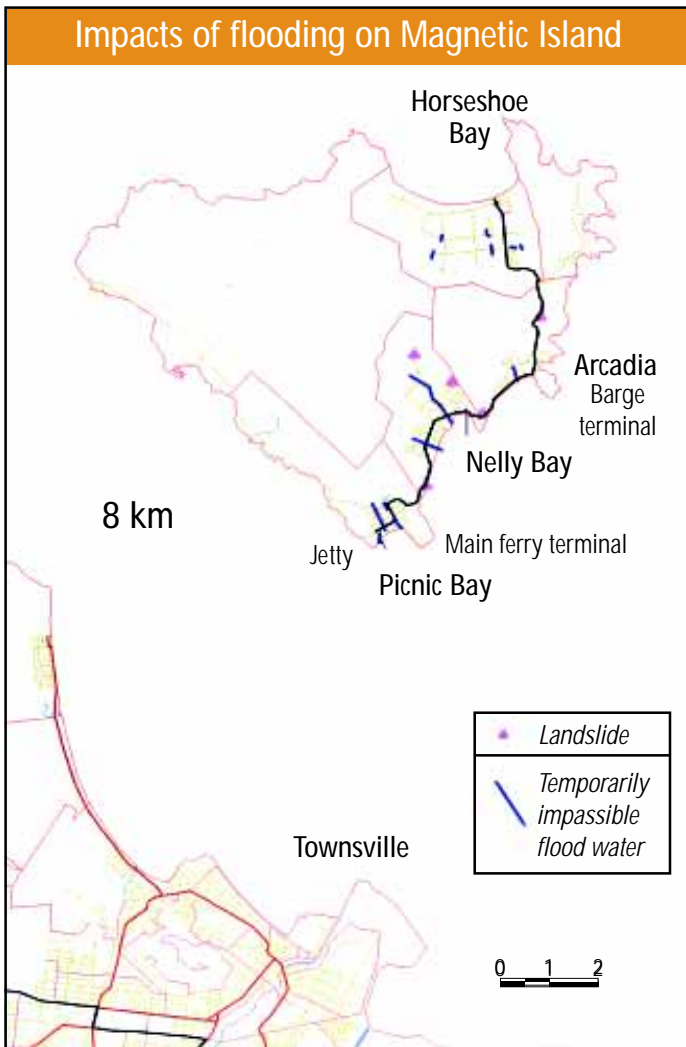 Impacts of flooding on Magnetic Island
Horseshoe
Bay
Arcadia
Barge
terminal
Nelly Bay
8 km
Jetty
Main ferry terminal
Picnic Bay
Landslide
Temporarily
impassible
flood water
Townsville
0 1 2